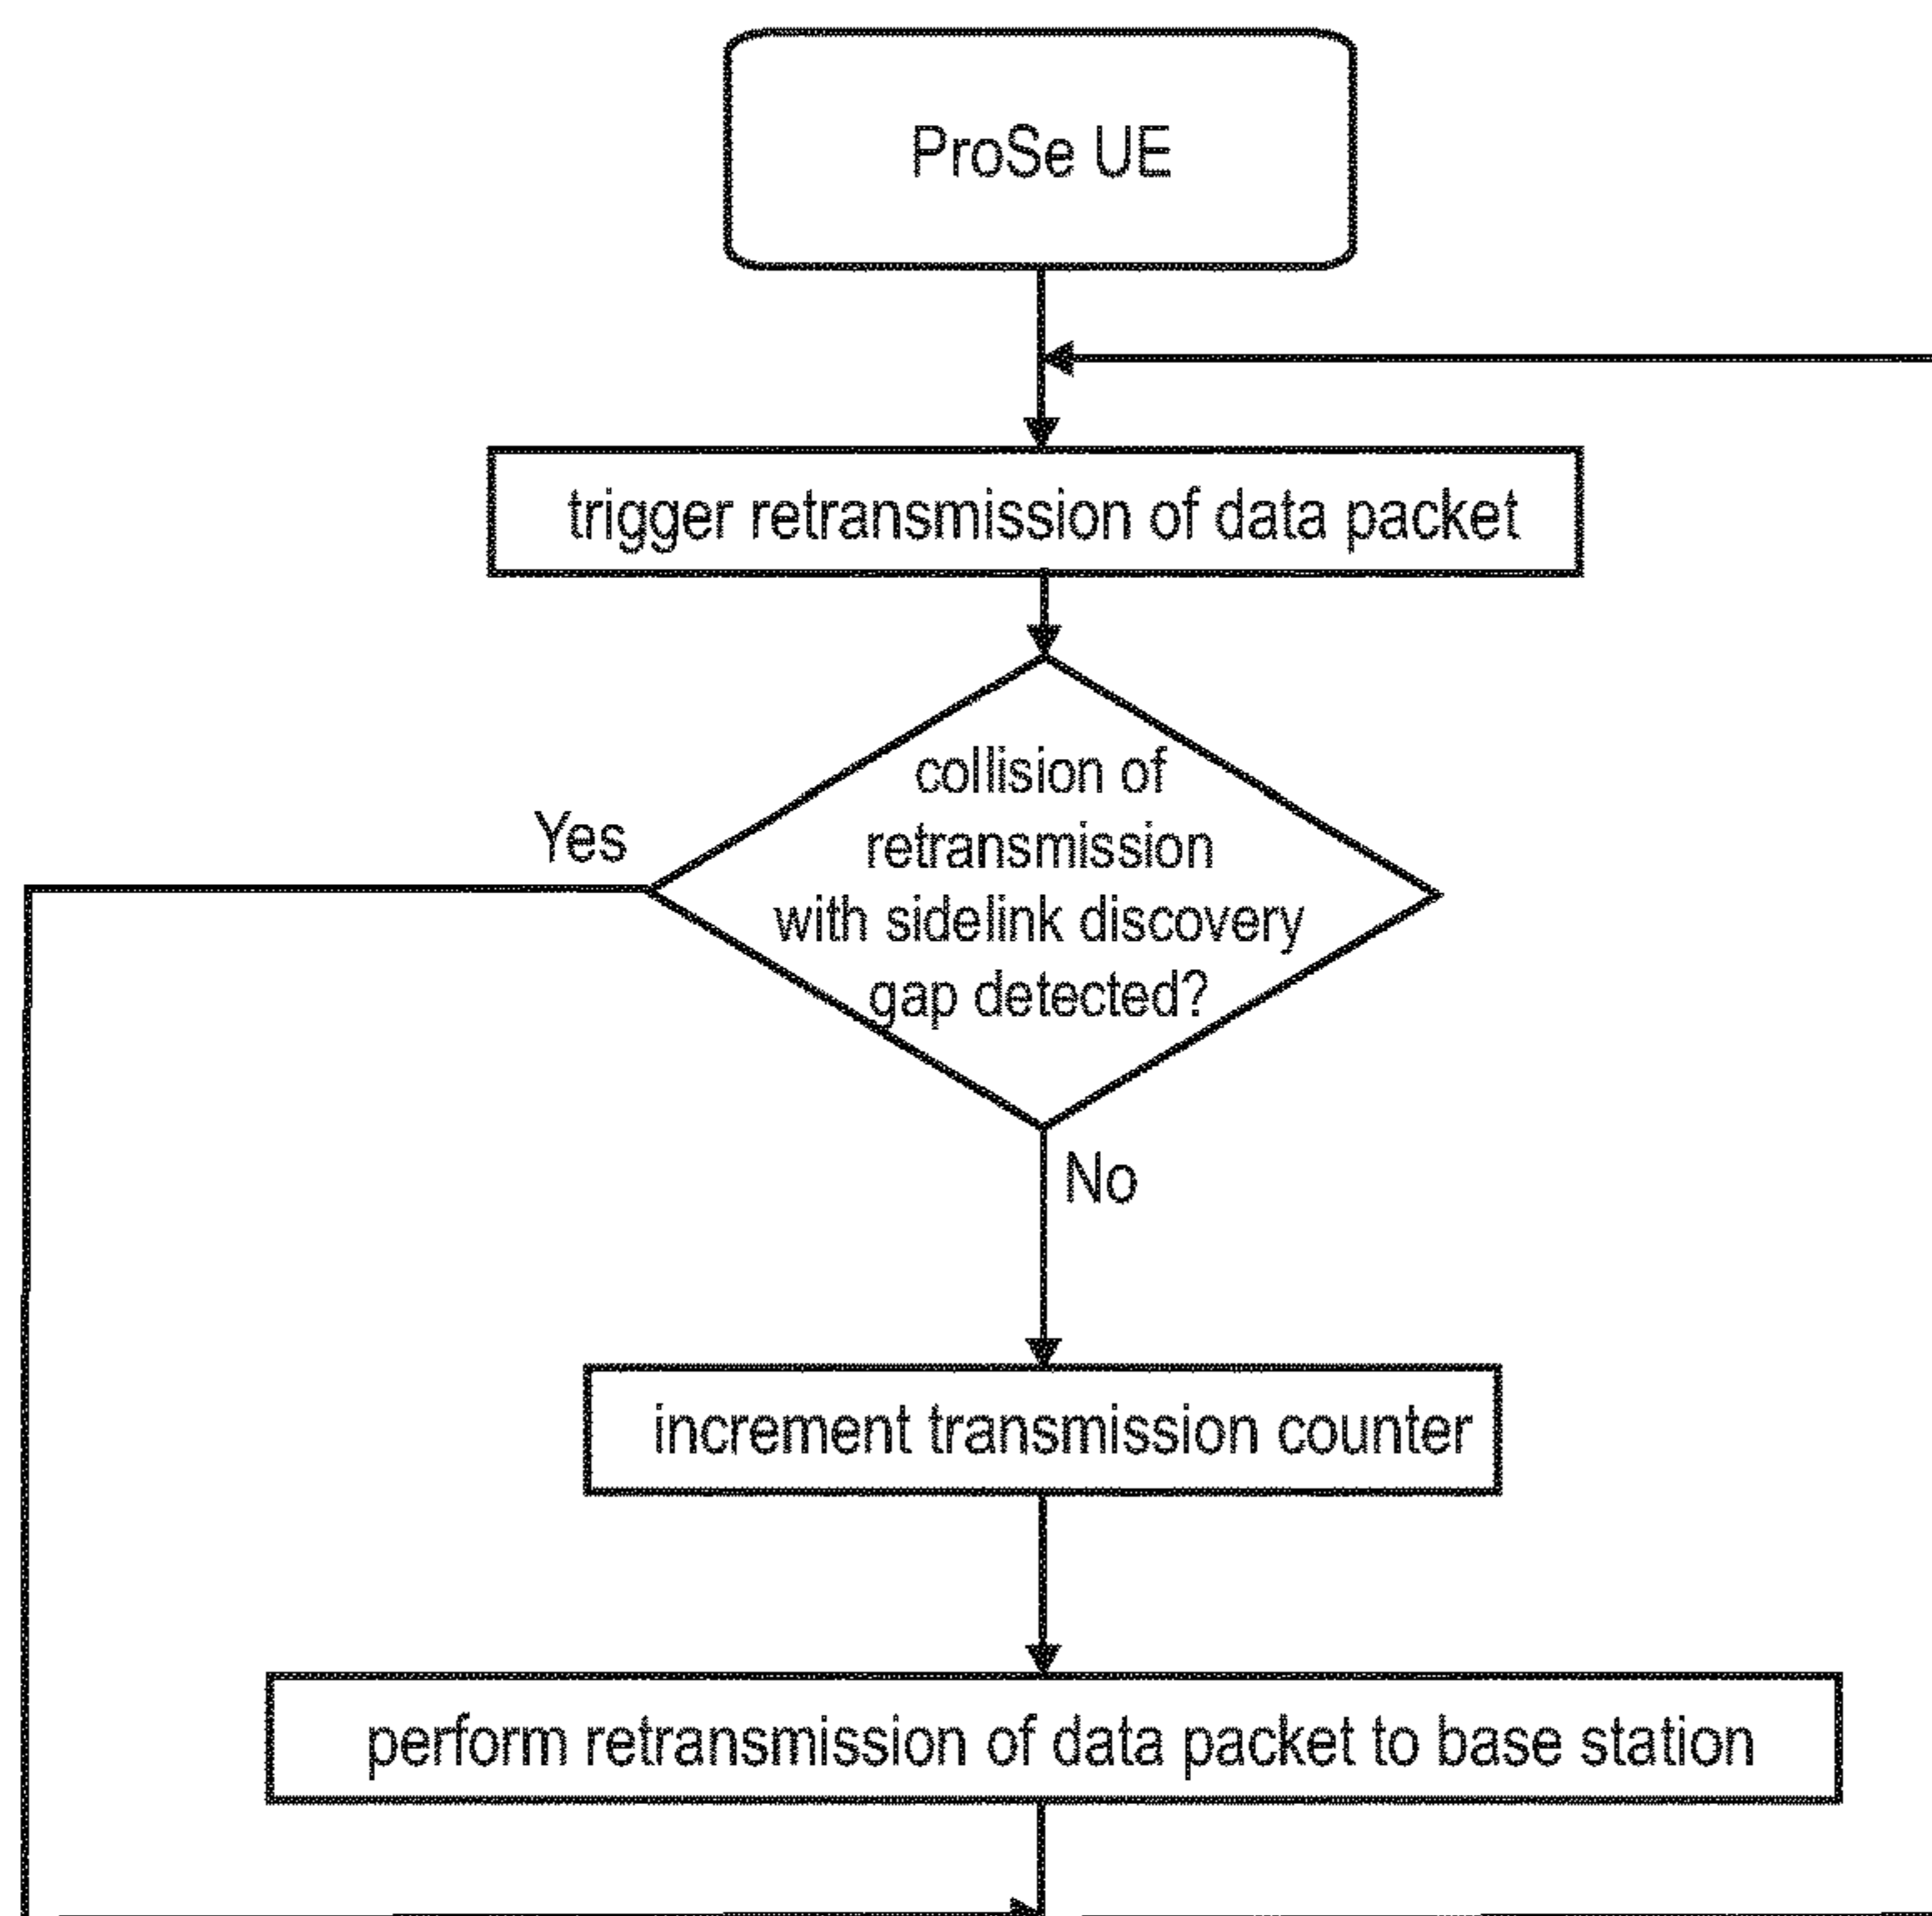 ProSe UE
trigger retransmission of data packet
collision of
retransmission
with sidelink discovery
gap detected?
Yes
No
increment transmission counter
perform retransmission of data packet to base station